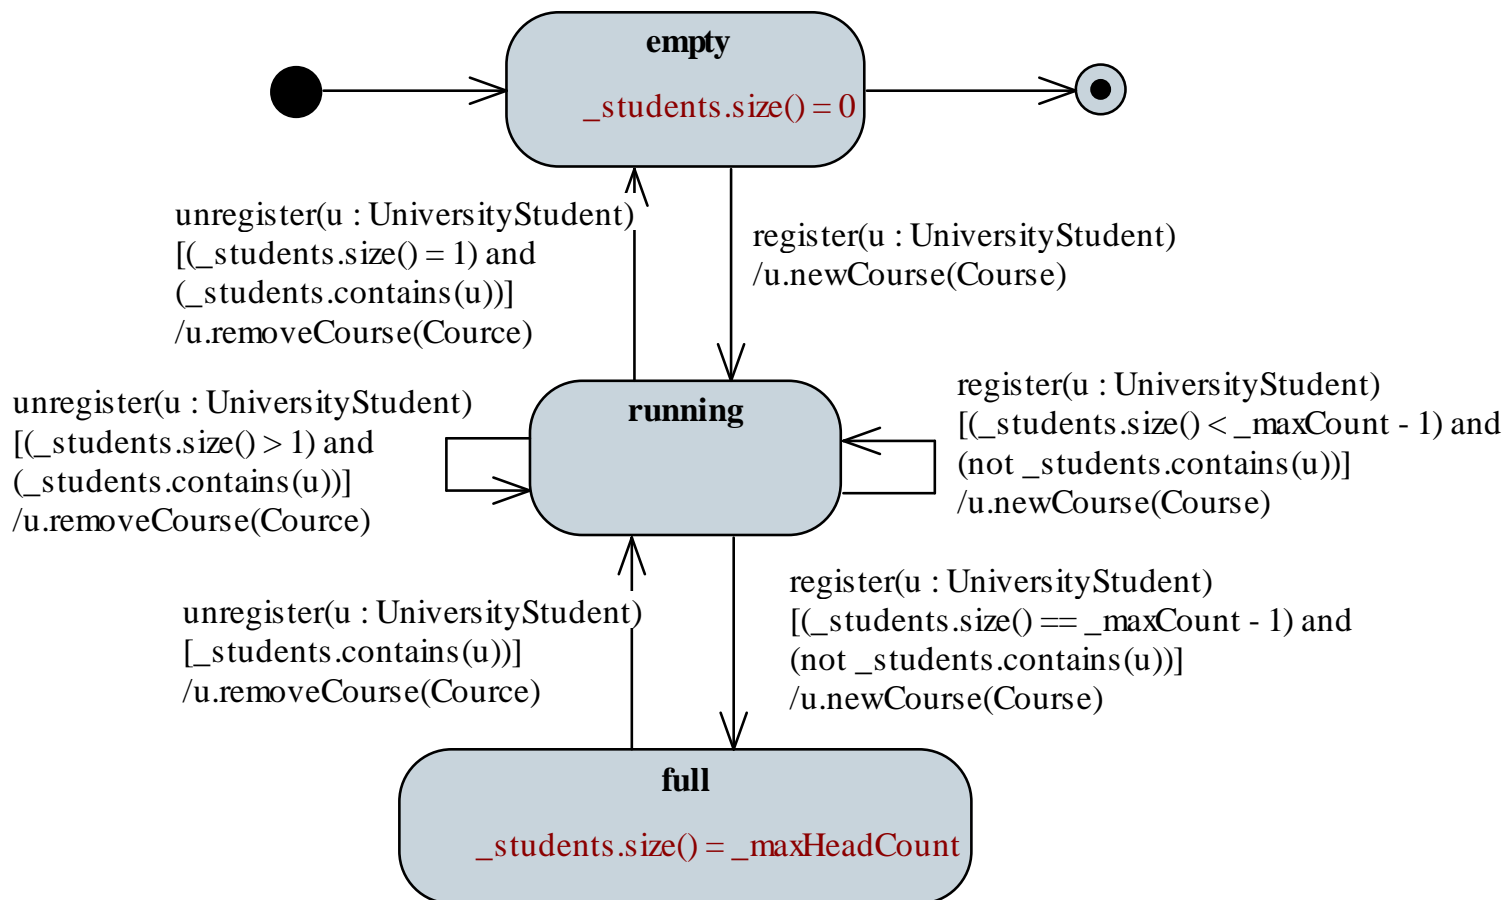 empty
_students.size() = 0
unregister(u : UniversityStudent)
[(_students.size() = 1) and
(_students.contains(u))]
/u.removeCourse(Cource)
register(u : UniversityStudent)
/u.newCourse(Course)
unregister(u : UniversityStudent)
[(_students.size() > 1) and
(_students.contains(u))]
/u.removeCourse(Cource)
running
register(u : UniversityStudent)
[(_students.size() < _maxCount - 1) and
(not _students.contains(u))]
/u.newCourse(Course)
unregister(u : UniversityStudent)
[_students.contains(u))]
/u.removeCourse(Cource)
register(u : UniversityStudent)
[(_students.size() == _maxCount - 1) and
(not _students.contains(u))]
/u.newCourse(Course)
full
_students.size() = _maxHeadCount